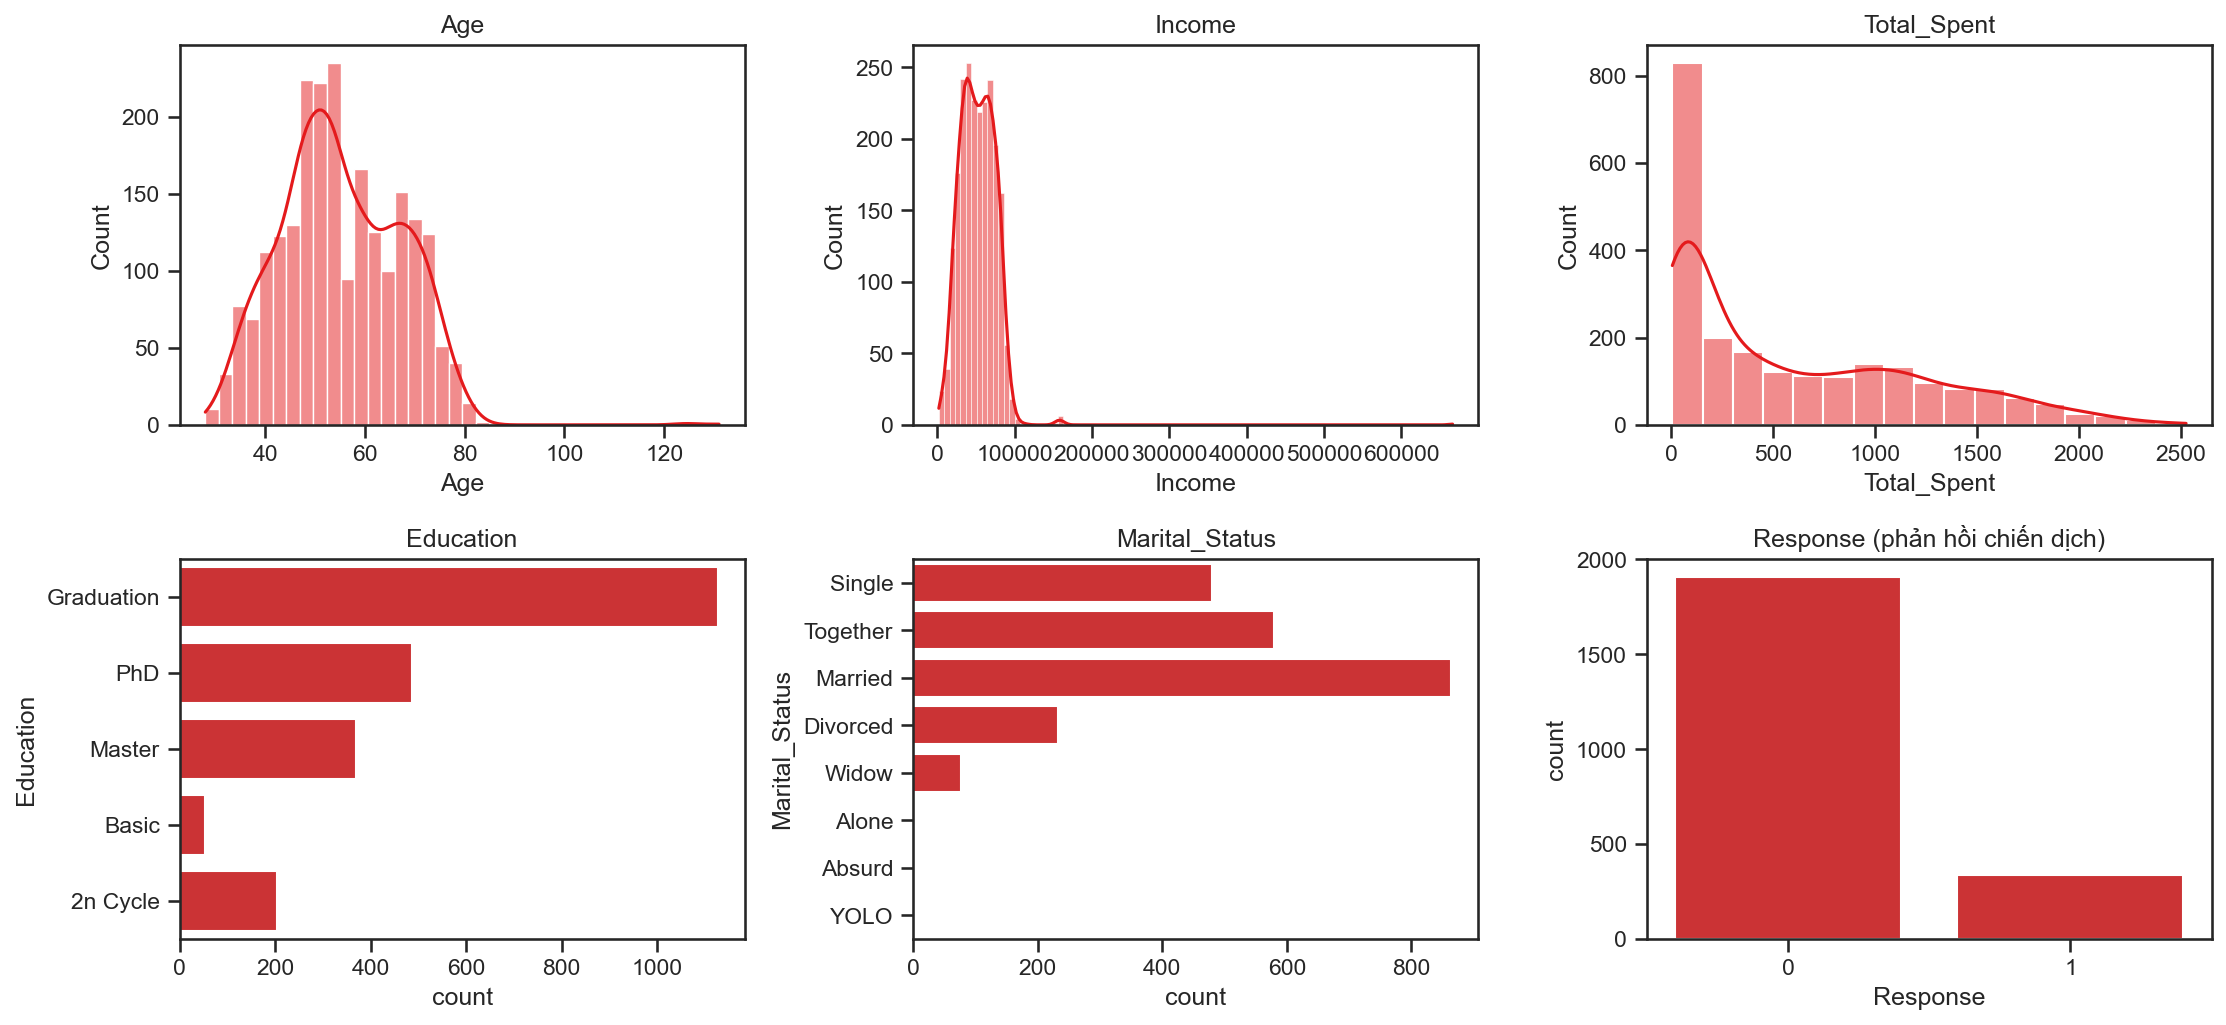 Age
Count
200
150
100
50
0
40 60 80 100 120
Age
Income
Count
250
200
150
100
50
0
0 100000 200000 300000 400000 500000 600000
Income
Total_Spent
Count
800
600
400
200
0
0 500 1000 1500 2000 2500
Total_Spent
Education
Education
Graduation
PhD
Master
Basic
2n Cycle
0 200 400 600 800 1000
count
Marital_Status
Marital_Status
Single
Together
Married
Divorced
Widow
Alone
Absurd
YOLO
0 200 400 600 800
count
Response (phản hồi chiến dịch)
count
2000
1500
1000
500
0
0 1
Response